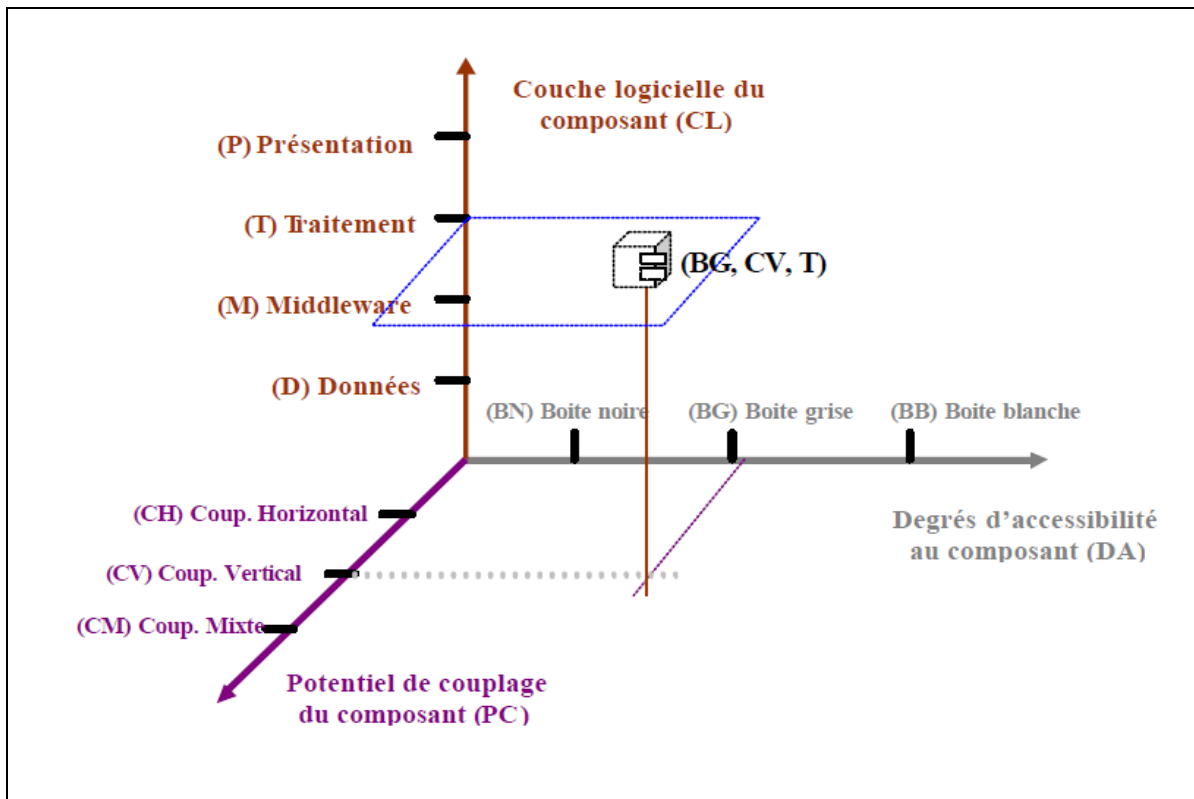 Couche logicielle du
composant (CL)
(P) Présentation
(T) Traitement
(BG, CV, T)
(M) Middleware
(D) Données
(BN) Boite noire
(BG) Boite grise
(BB) Boite blanche
(CH) Coup. Horizontal
Degrés d'accessibilité
au composant (DA)
(CV) Coup. Vertical
(CM) Coup. Mixte
Potentiel de couplage
du composant (PC)